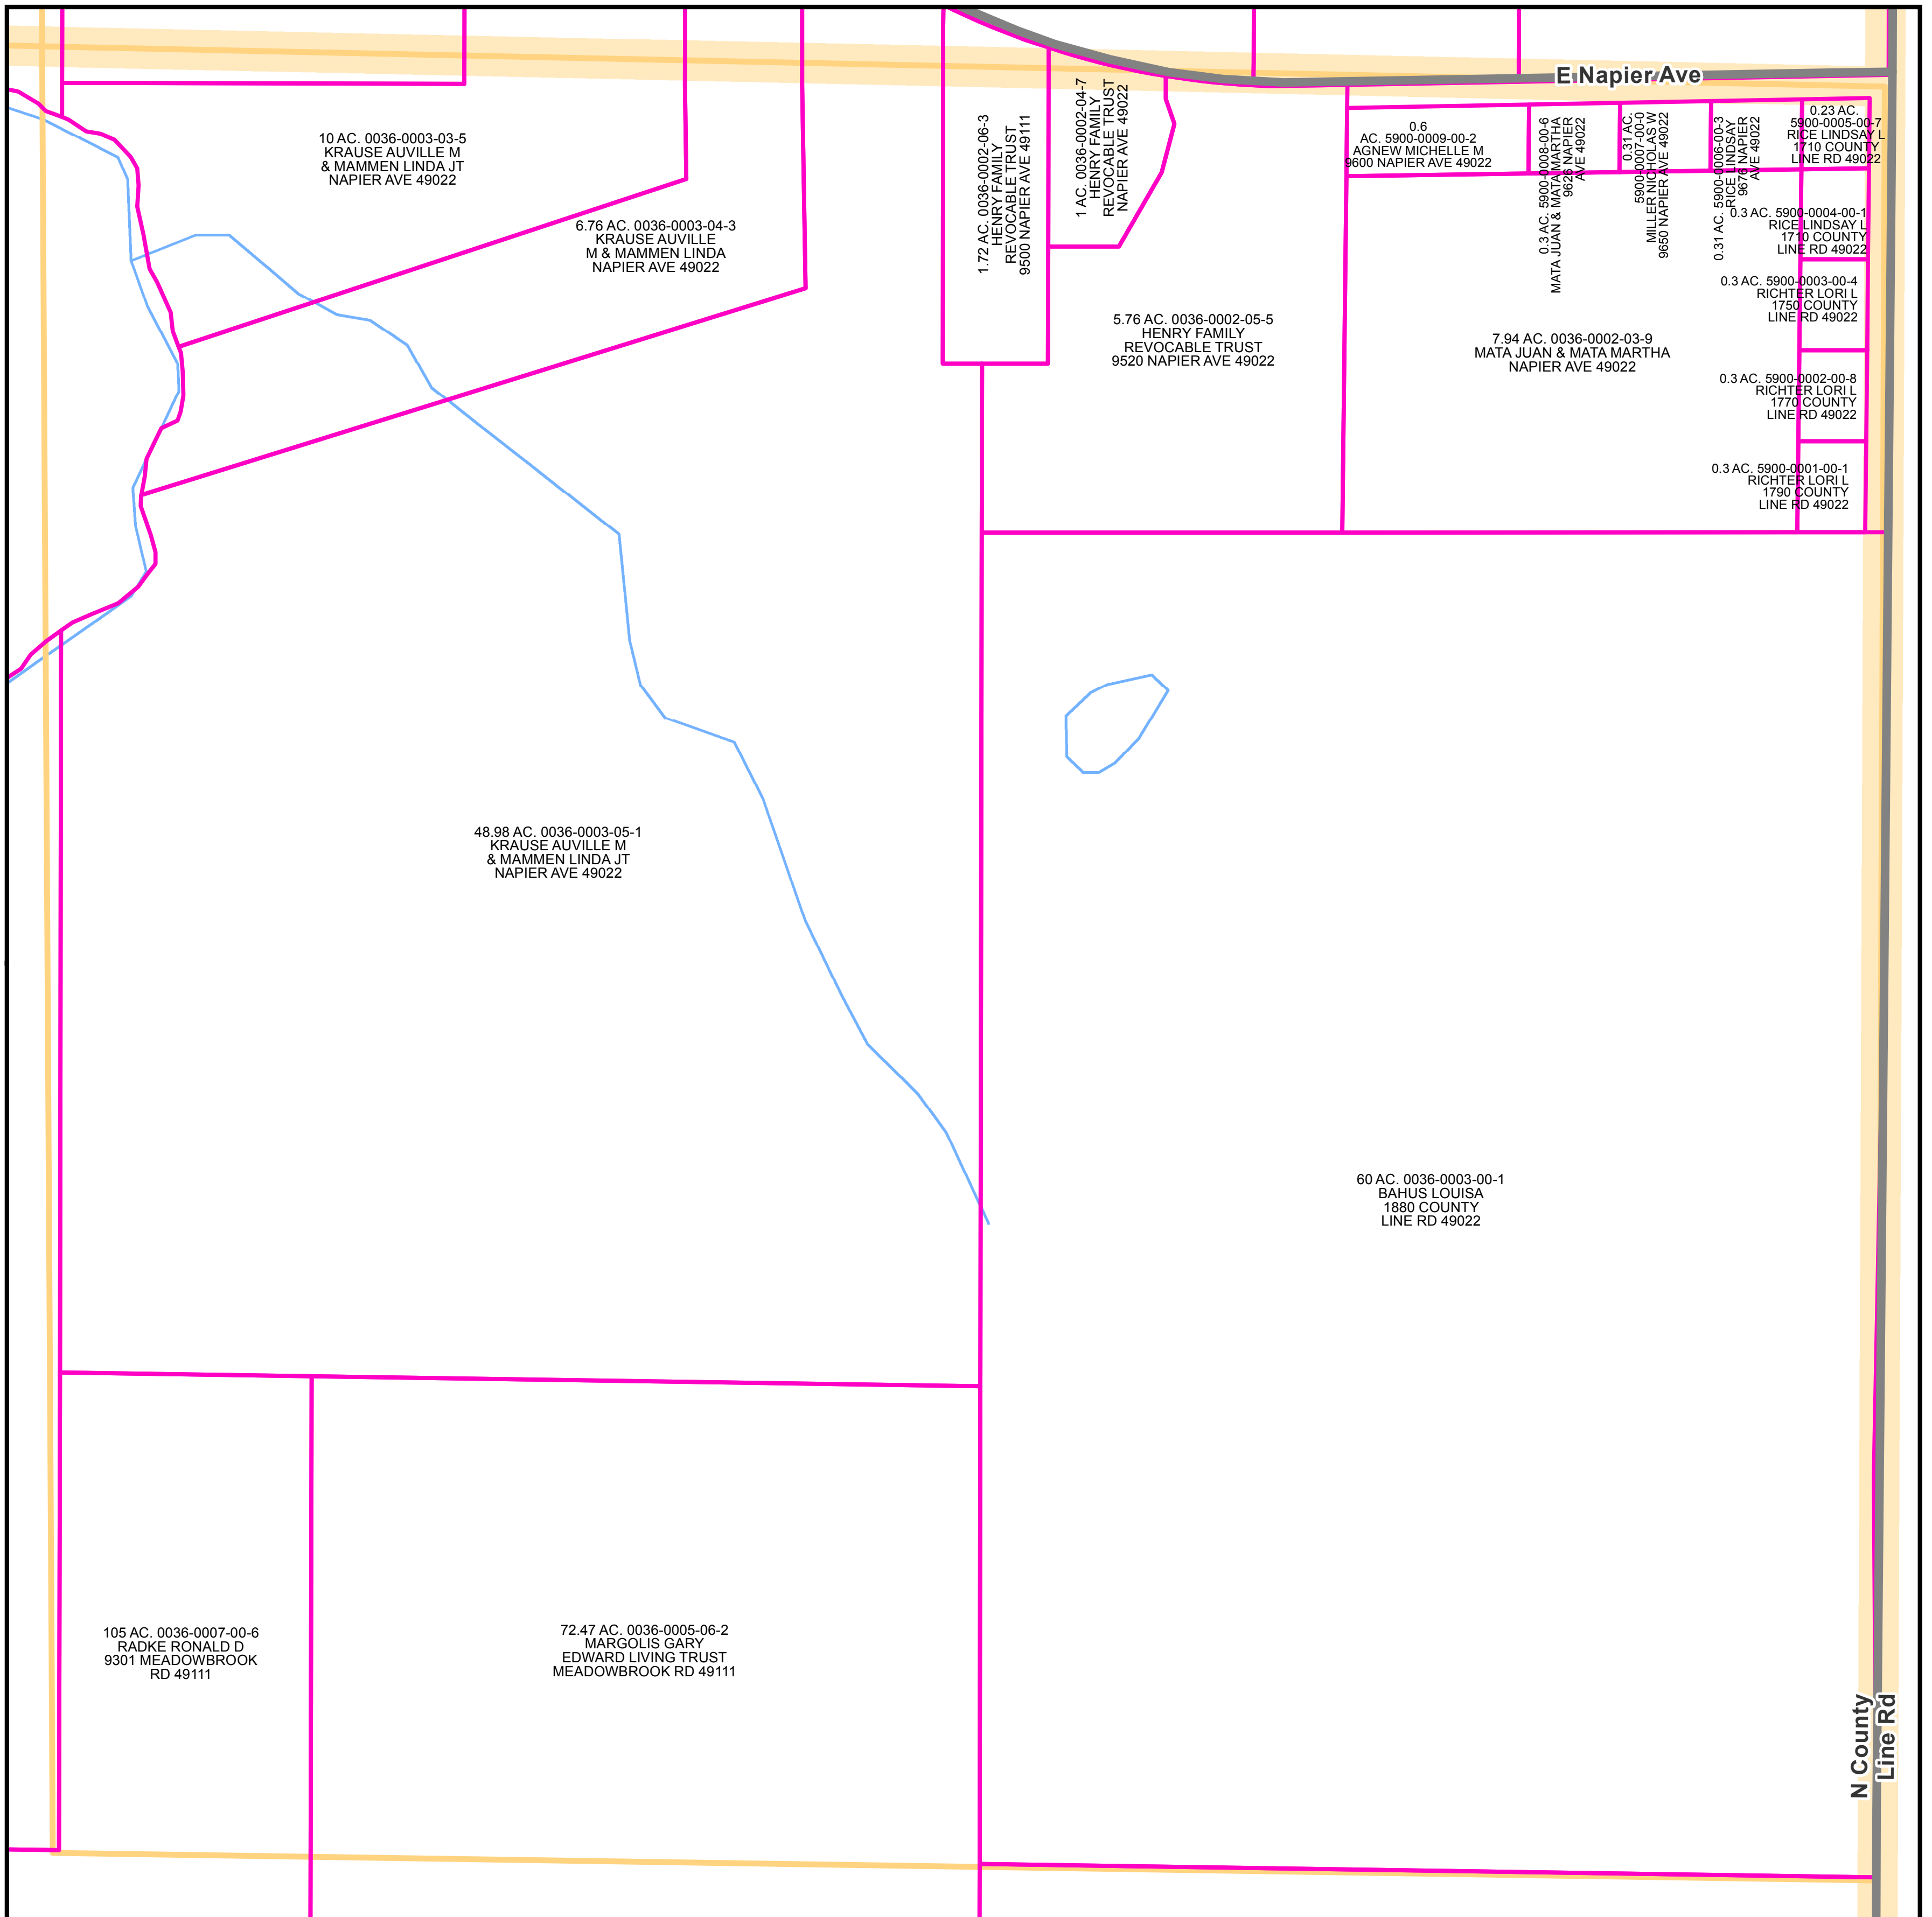 E Napier Ave
10 AC. 0036-0003-03-5
KRAUSE AUVILLE M
& MAMMEN LINDA JT
NAPIER AVE 49022
6.76 AC. 0036-0003-04-3
KRAUSE AUVILLE
M & MAMMEN LINDA
NAPIER AVE 49022
1.72 AC. 0036-0002-06-3
HENRY FAMILY
REVOCABLE TRUST
9500 NAPIER AVE 49111
1 AC. 0036-0002-04-7
HENRY FAMILY
REVOCABLE TRUST
NAPIER AVE 49022
5.76 AC. 0036-0002-05-5
HENRY FAMILY
REVOCABLE TRUST
9520 NAPIER AVE 49022
0.6
AC. 5900-0009-00-2
AGNEW MICHELLE M
9600 NAPIER AVE 49022
0.3 AC. 5900-0008-00-6
MATA JUAN & MATA MARTHA
9626 NAPIER
AVE 49022
0.31 AC.
5900-0007-00-0
MILLER NICHOLAS W
9650 NAPIER AVE 49022
0.31 AC. 5900-0006-00-3
RICE LINDSAY
9676 NAPIER
AVE 49022
0.23 AC.
5900-0005-00-7
RICE LINDSAY L
1710 COUNTY
LINE RD 49022
0.3 AC. 5900-0004-00-1
RICE LINDSAY L
1710 COUNTY
LINE RD 49022
0.3 AC. 5900-0003-00-4
RICHTER LORI L
1750 COUNTY
LINE RD 49022
7.94 AC. 0036-0002-03-9
MATA JUAN & MATA MARTHA
NAPIER AVE 49022
0.3 AC. 5900-0002-00-8
RICHTER LORI L
1770 COUNTY
LINE RD 49022
0.3 AC. 5900-0001-00-1
RICHTER LORI L
1790 COUNTY
LINE RD 49022
48.98 AC. 0036-0003-05-1
KRAUSE AUVILLE M
& MAMMEN LINDA JT
NAPIER AVE 49022
60 AC. 0036-0003-00-1
BAHUS LOUISA
1880 COUNTY
LINE RD 49022
105 AC. 0036-0007-00-6
RADKE RONALD D
9301 MEADOWBROOK
RD 49111
72.47 AC. 0036-0005-06-2
MARGOLIS GARY
EDWARD LIVING TRUST
MEADOWBROOK RD 49111
N County
Line Rd